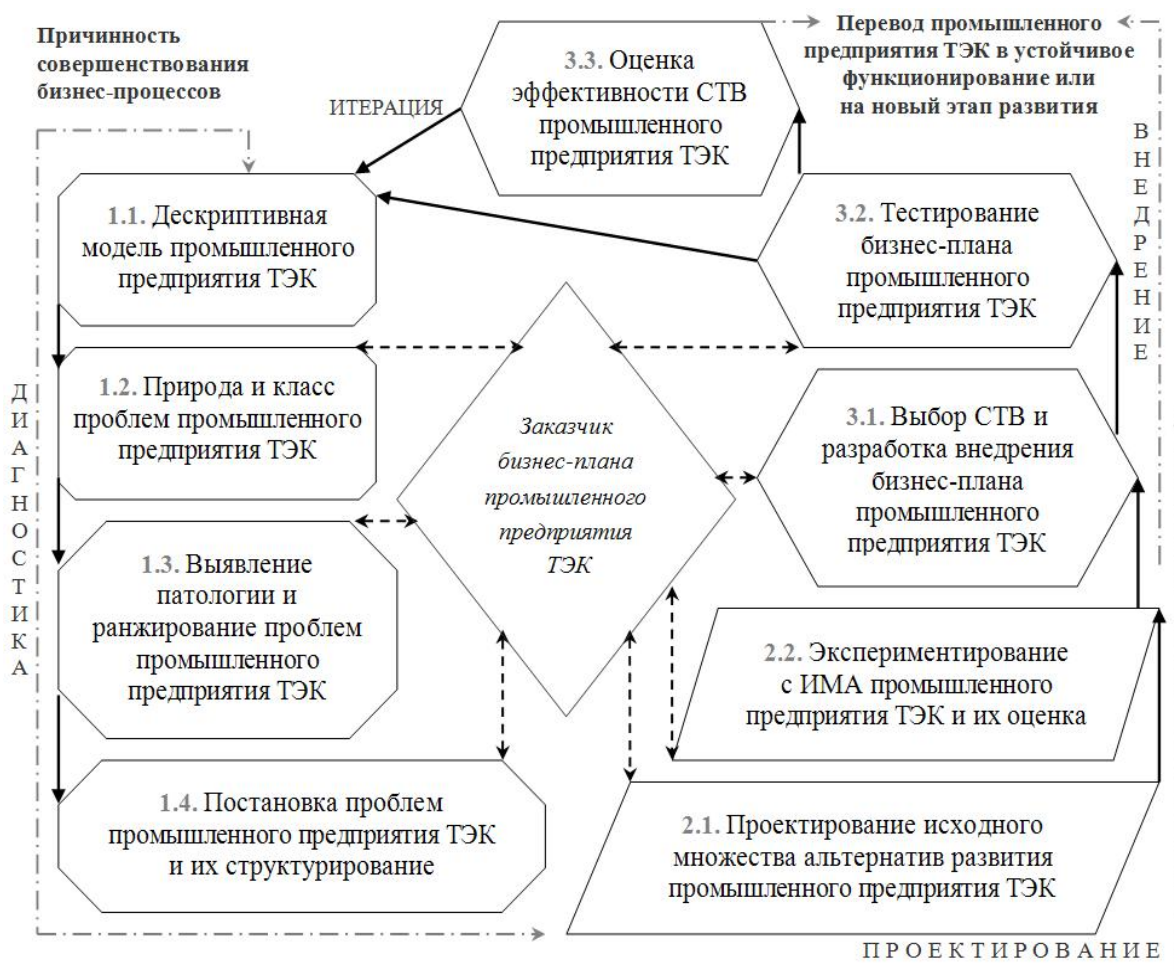 Причинность
совершенствования
бизнес-процессов
ИТЕРАЦИЯ
3.3. Оценка
эффективности СТВ
промышленного
предприятия ТЭК
Перевод промышленного
предприятия ТЭК в устойчивое
функционирование или
на новый этап развития
1.1. Дескриптивная
модель промышленного
предприятия ТЭК
3.2. Тестирование
бизнес-плана
промышленного
предприятия ТЭК
ВНЕДРЕНИЕ
ДИАГНОСТИКА
1.2. Природа и класс
проблем промышленного
предприятия ТЭК
Заказчик
бизнес-плана
промышленного
предприятия
ТЭК
3.1. Выбор СТВ и
разработка внедрения
бизнес-плана
промышленного
предприятия ТЭК
1.3. Выявление
патологии и
ранжирование проблем
промышленного
предприятия ТЭК
2.2. Экспериментирование
с ИМА промышленного
предприятия ТЭК и их оценка
1.4. Постановка проблем
промышленного предприятия ТЭК
и их структурирование
2.1. Проектирование исходного
множества альтернатив развития
промышленного предприятия ТЭК
ПРОЕКТИРОВАНИЕ